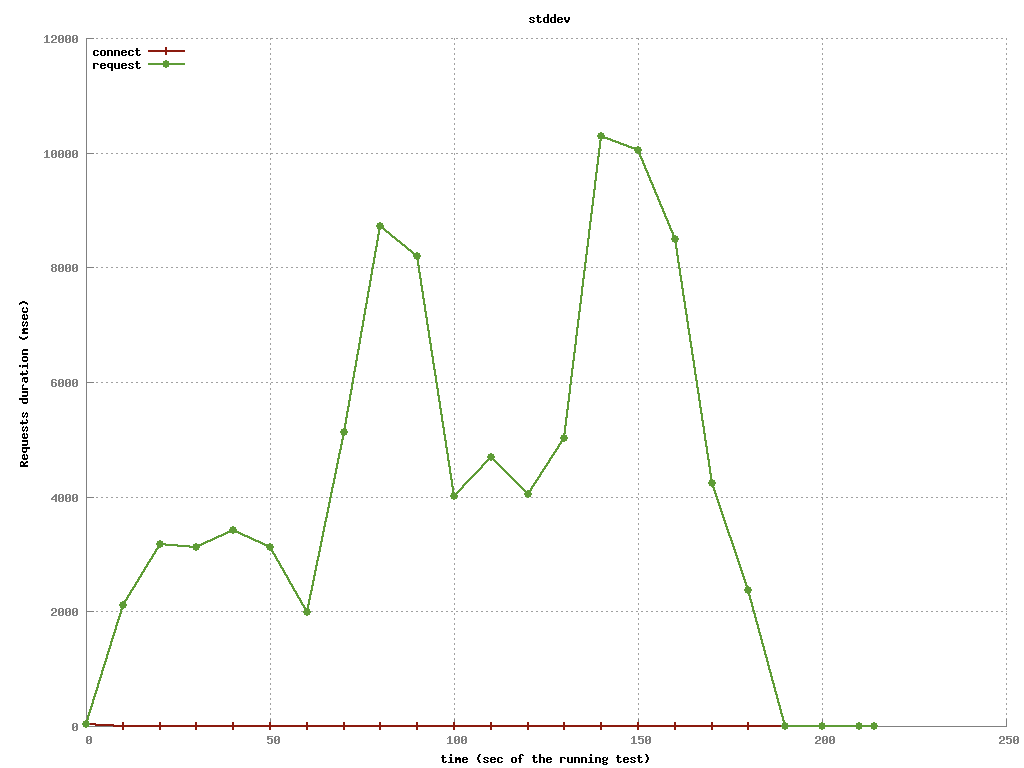 stddev
12000
connect
request
10000
8000
6000
4000
2000
0
Requests duration (msec)
0 50 100 150 200 250
time (sec of the running test)